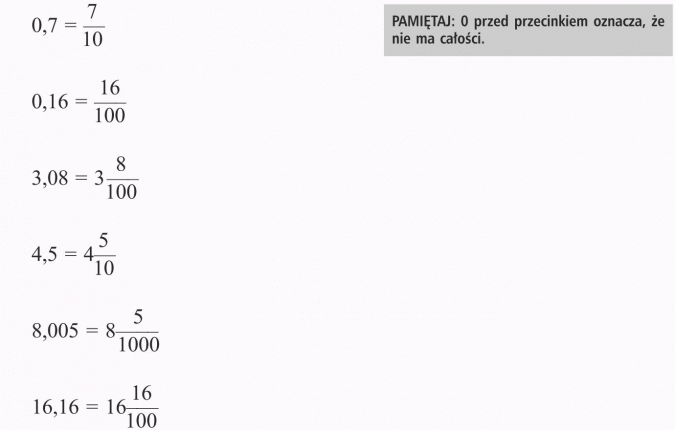 0,7 = 7/10
PAMIĘTAJ: 0 przed przecinkiem oznacza, że
nie ma całości.
0,16 = 16/100
3,08 = 3 8/100
4,5 = 4 5/10
8,005 = 8 5/1000
16,16 = 16 16/100